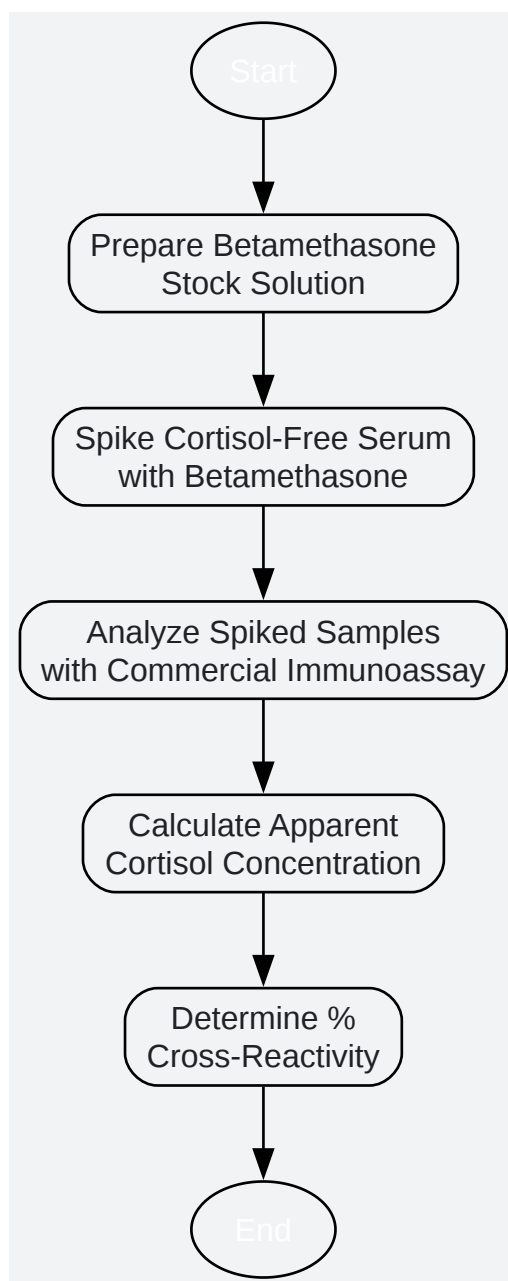 Start
Prepare Betamethasone
Stock Solution
Spike Cortisol-Free Serum
with Betamethasone
Analyze Spiked Samples
with Commercial Immunoassay
Calculate Apparent
Cortisol Concentration
Determine %
Cross-Reactivity
End